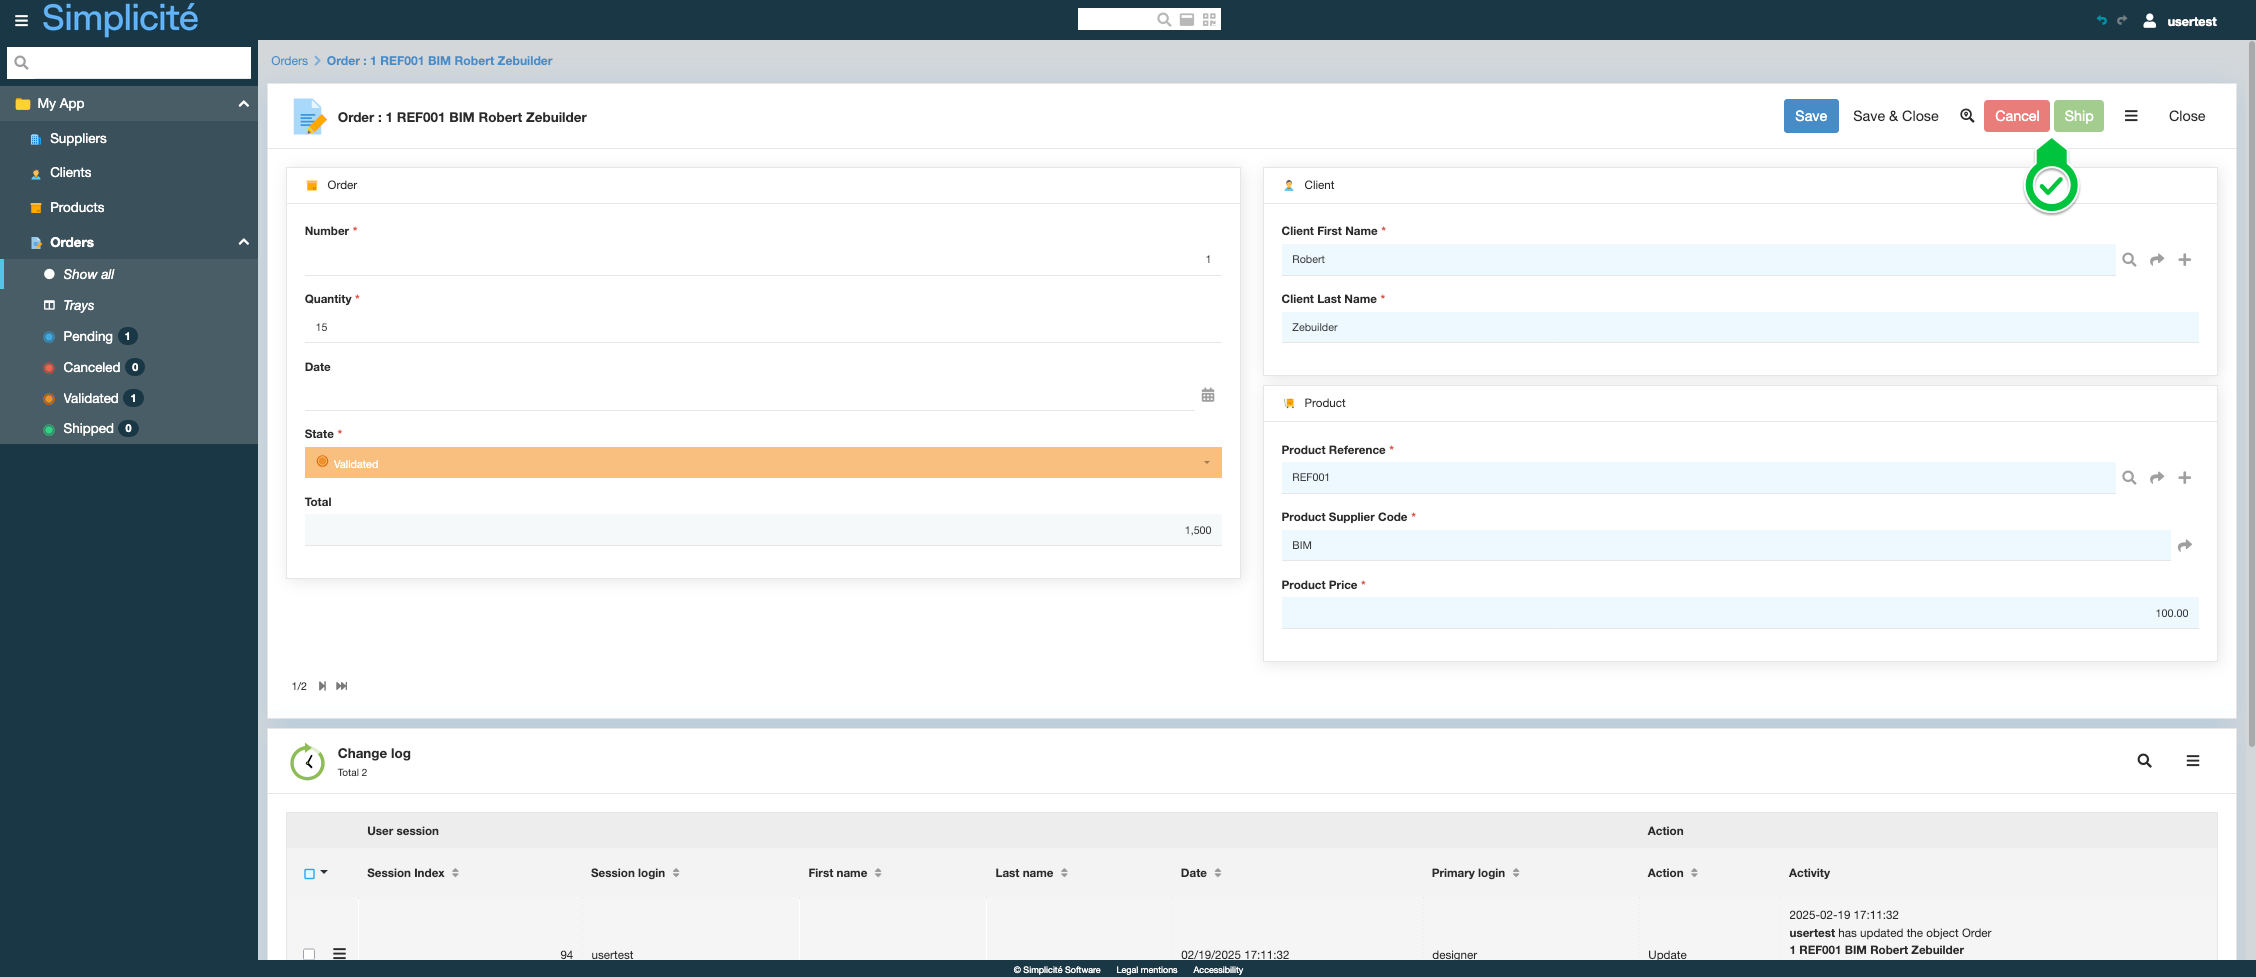 Simplicité
usertest
My App
Suppliers
Clients
Products
Orders
Show all
Trays
Pending 1
Canceled 0
Validated 1
Shipped 0
Orders Order : 1 REF001 BIM Robert Zebuilder
Order : 1 REF001 BIM Robert Zebuilder
Save Save & Close Cancel Ship Close
Order
Number *
1
Quantity *
15
Date
State *
Validated
Total
1,500
Client
Client First Name *
Robert
Client Last Name *
Zebuilder
Product
Product Reference *
REF001
Product Supplier Code *
BIM
Product Price *
100.00
1/2
Change log
Total 2
User session Action
Session Index Session login First name Last name Date Primary login Action Activity
94 usertest 02/19/2025 17:11:32 designer Update
2025-02-19 17:11:32
usertest has updated the object Order
1 REF001 BIM Robert Zebuilder
© Simplicité Software Legal mentions Accessibility